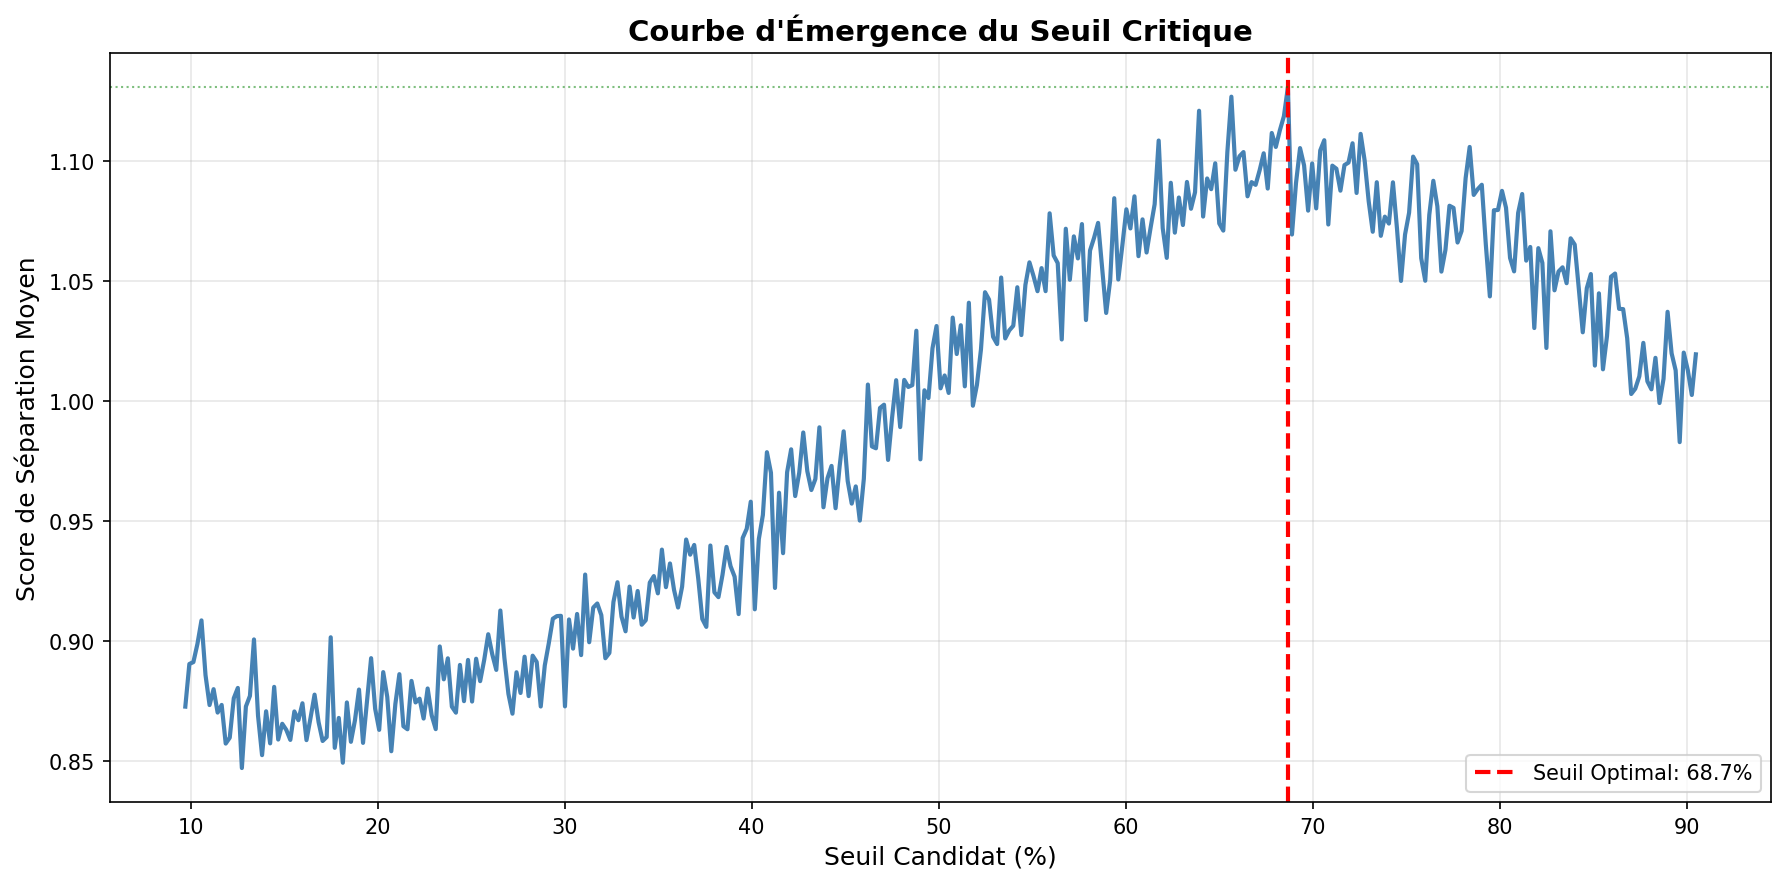 Courbe d'Émergence du Seuil Critique
Score de Séparation Moyen
1.10
1.05
1.00
0.95
0.90
0.85
Seuil Optimal: 68.7%
10 20 30 40 50 60 70 80 90
Seuil Candidat (%)